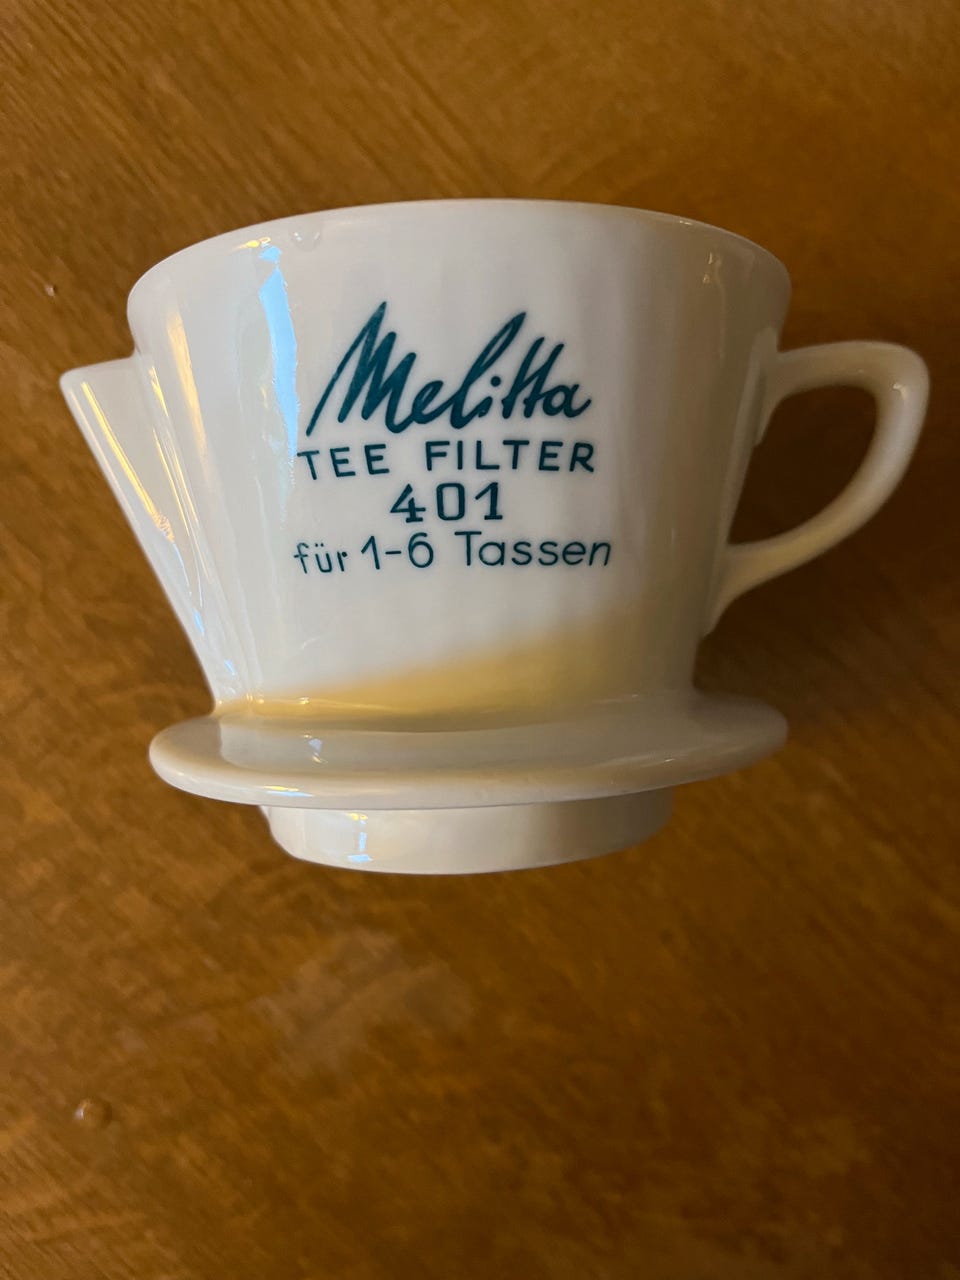 Melitta
TEE FILTER
401
für 1-6 Tassen